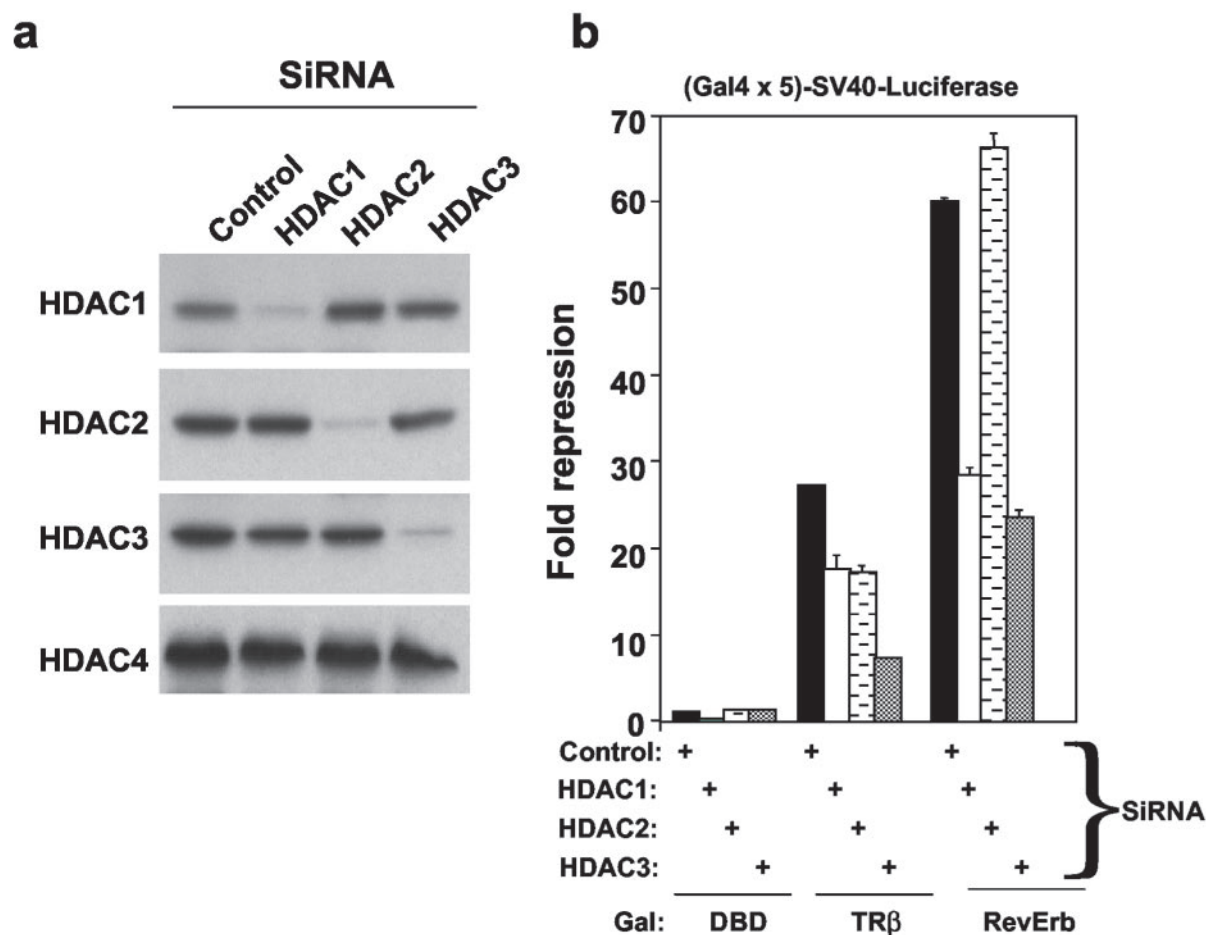 a
SiRNA
Control
HDAC1
HDAC2
HDAC3
HDAC1
HDAC2
HDAC3
HDAC4
b
(Gal4 x 5)-SV40-Luciferase
Fold repression
70
60
50
40
30
20
10
0
Control: + + +
HDAC1: + + +
HDAC2: + + +
HDAC3: + + +
SiRNA
Gal: DBD TRβ RevErb